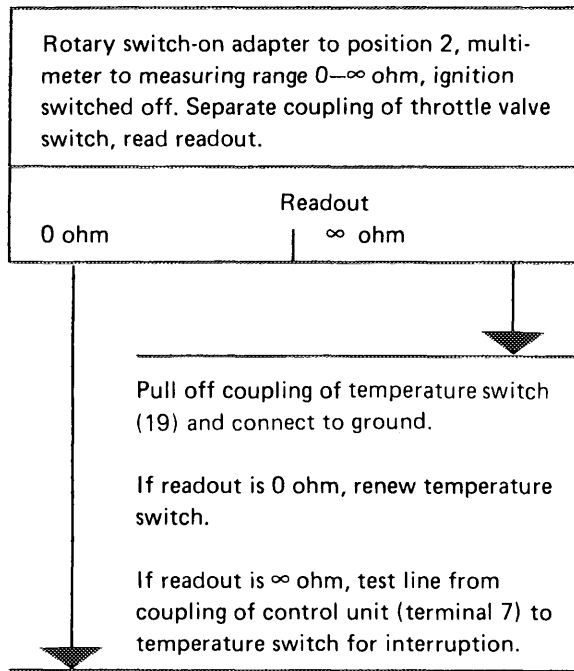 Rotary switch-on adapter to position 2, multi-
meter to measuring range 0–∞ ohm, ignition
switched off. Separate coupling of throttle valve
switch, read readout.
Readout
0 ohm ∞ ohm
Pull off coupling of temperature switch
(19) and connect to ground.
If readout is 0 ohm, renew temperature
switch.
If readout is ∞ ohm, test line from
coupling of control unit (terminal 7) to
temperature switch for interruption.